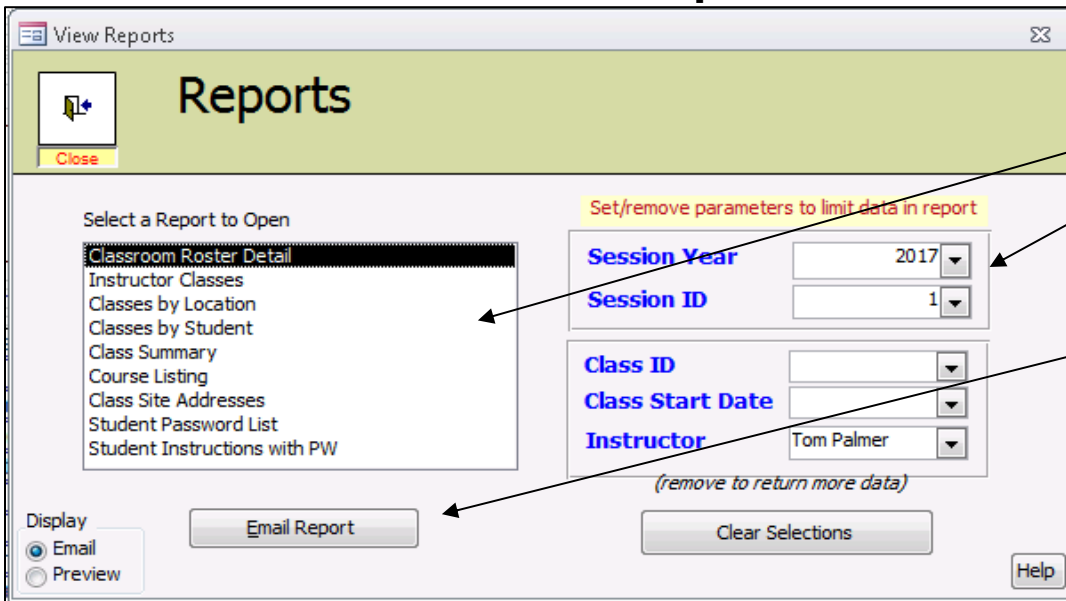 View Reports
Reports
Close
Select a Report to Open
Classroom Roster Detail
Instructor Classes
Classes by Location
Classes by Student
Class Summary
Course Listing
Class Site Addresses
Student Password List
Student Instructions with PW
Set/remove parameters to limit data in report
Session Year 2017
Session ID 1
Class ID
Class Start Date
Instructor Tom Palmer
(remove to return more data)
Display
Email
Preview
Email Report
Clear Selections
Help